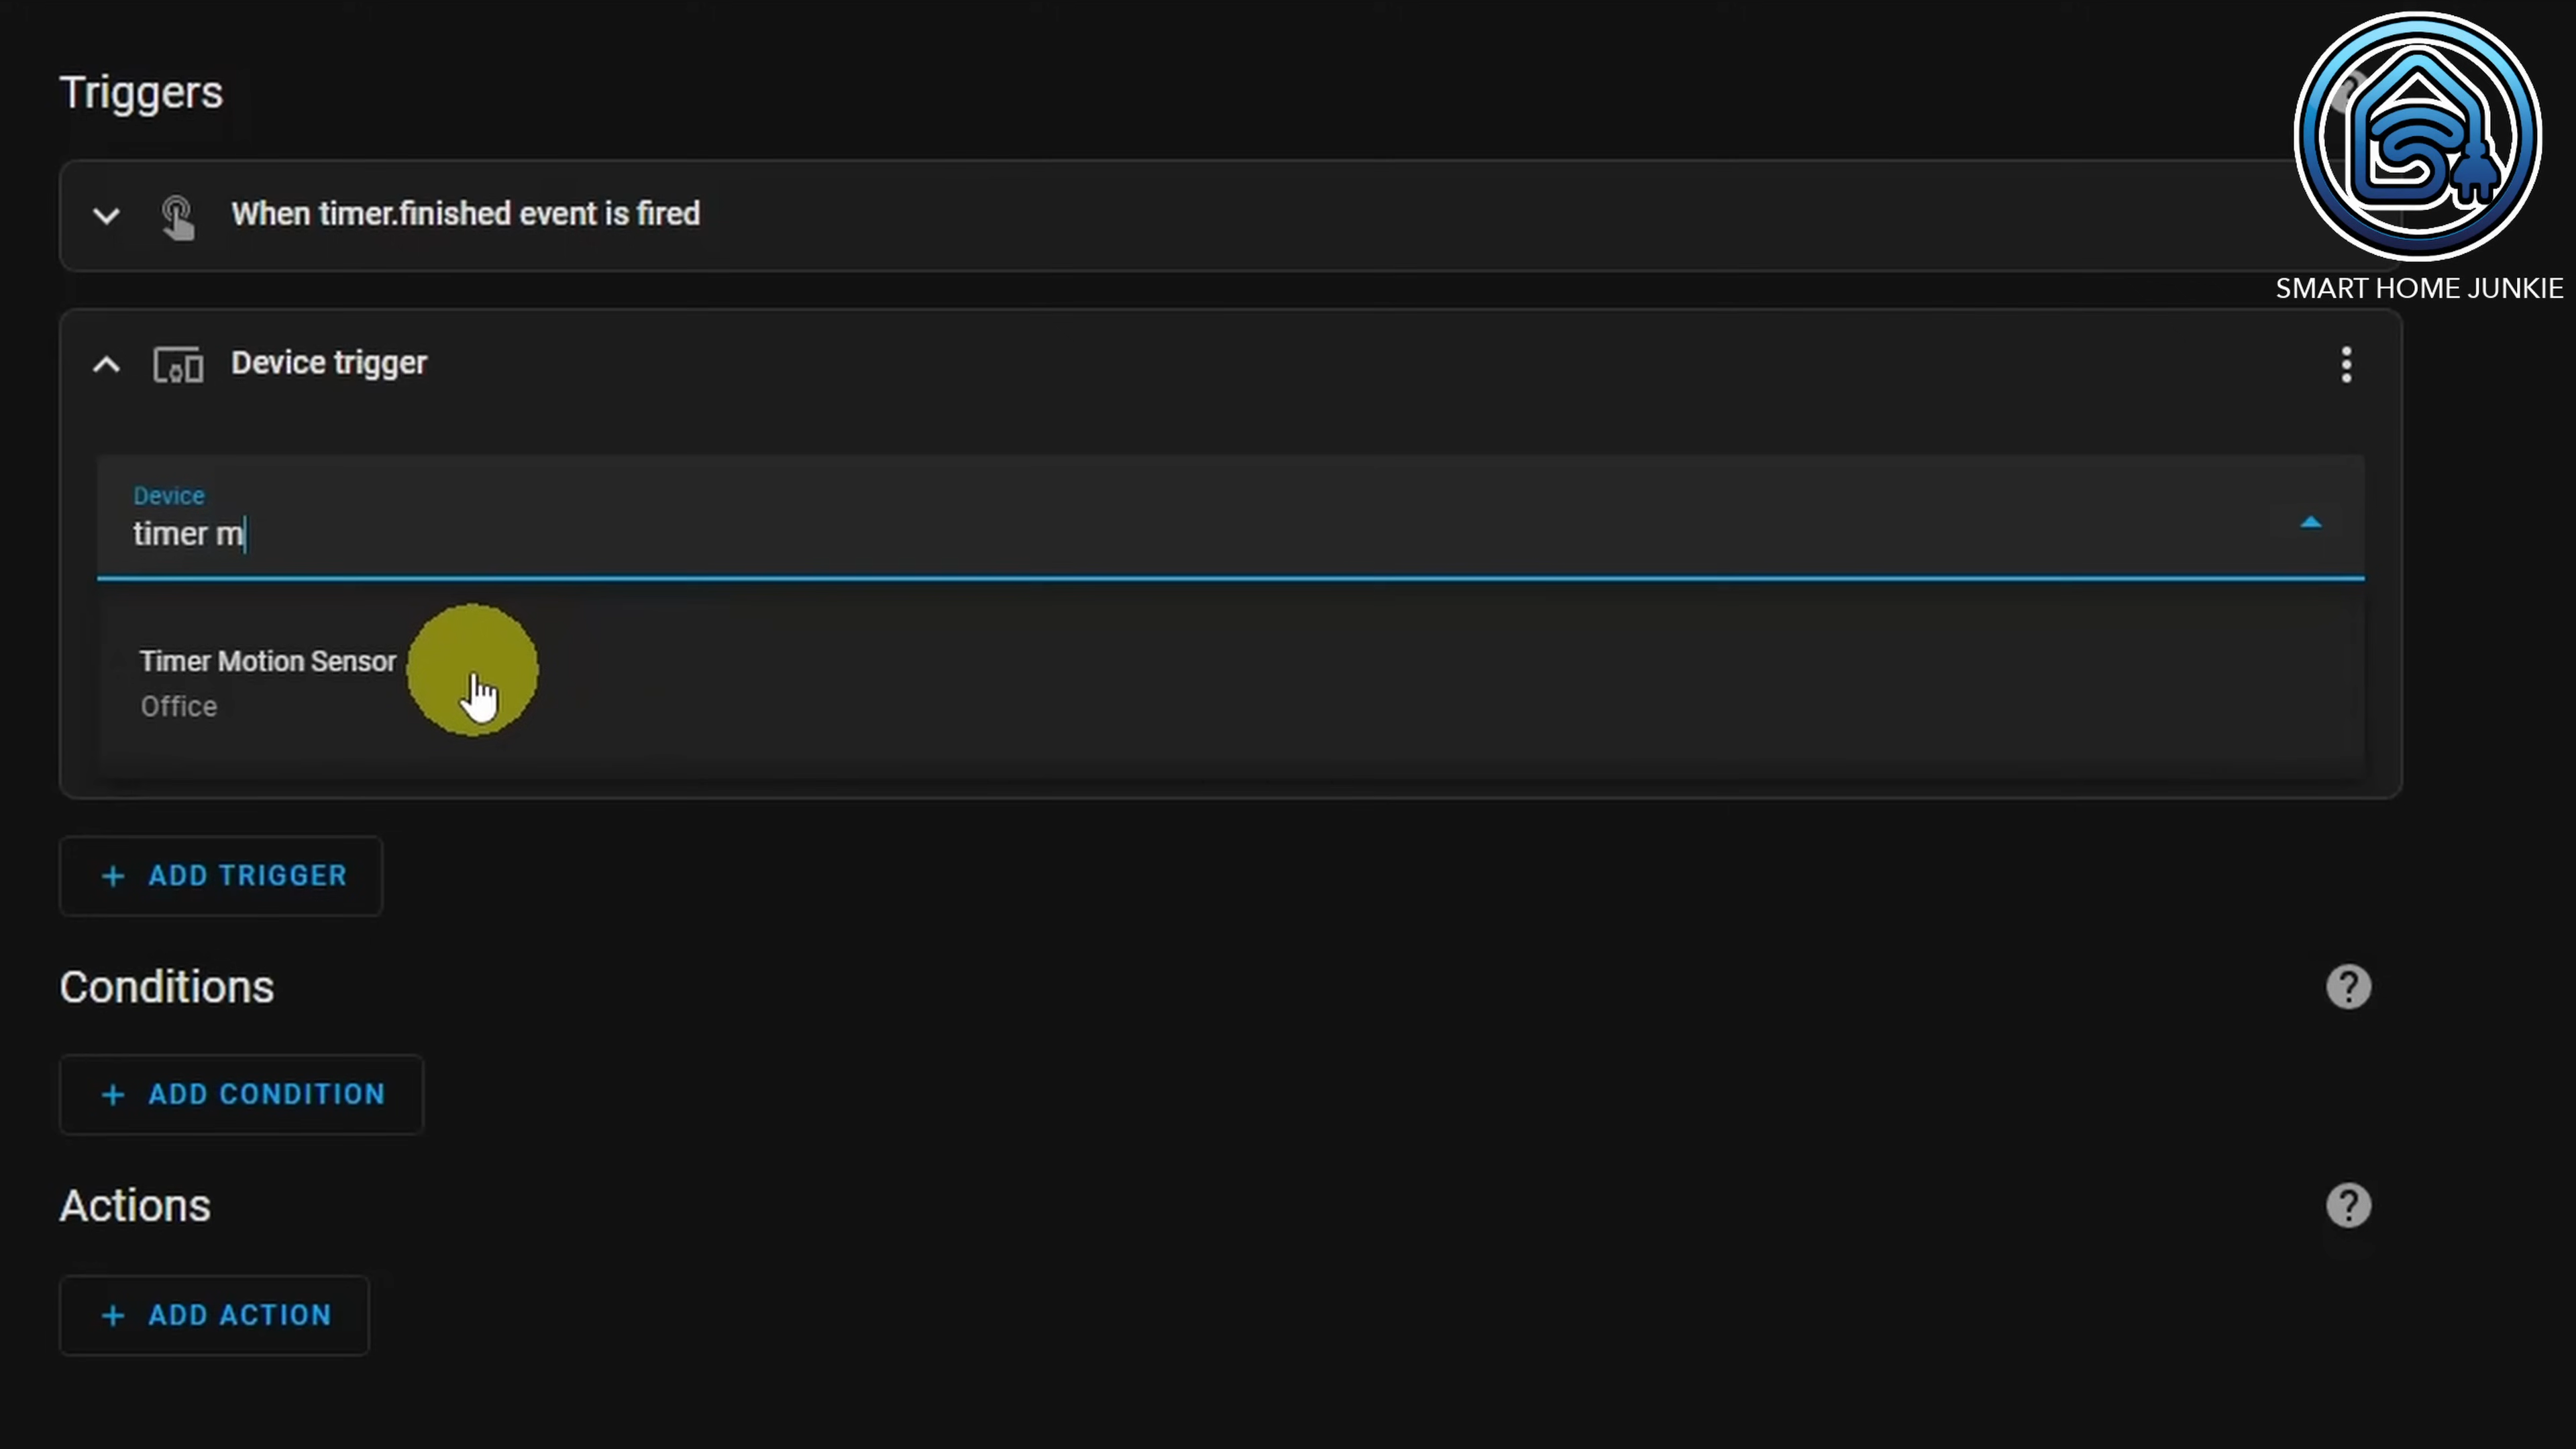 Triggers
When timer.finished event is fired
SMART HOME JUNKIE
Device trigger
Device
timer m
Timer Motion Sensor
Office
+ ADD TRIGGER
Conditions
+ ADD CONDITION
Actions
+ ADD ACTION